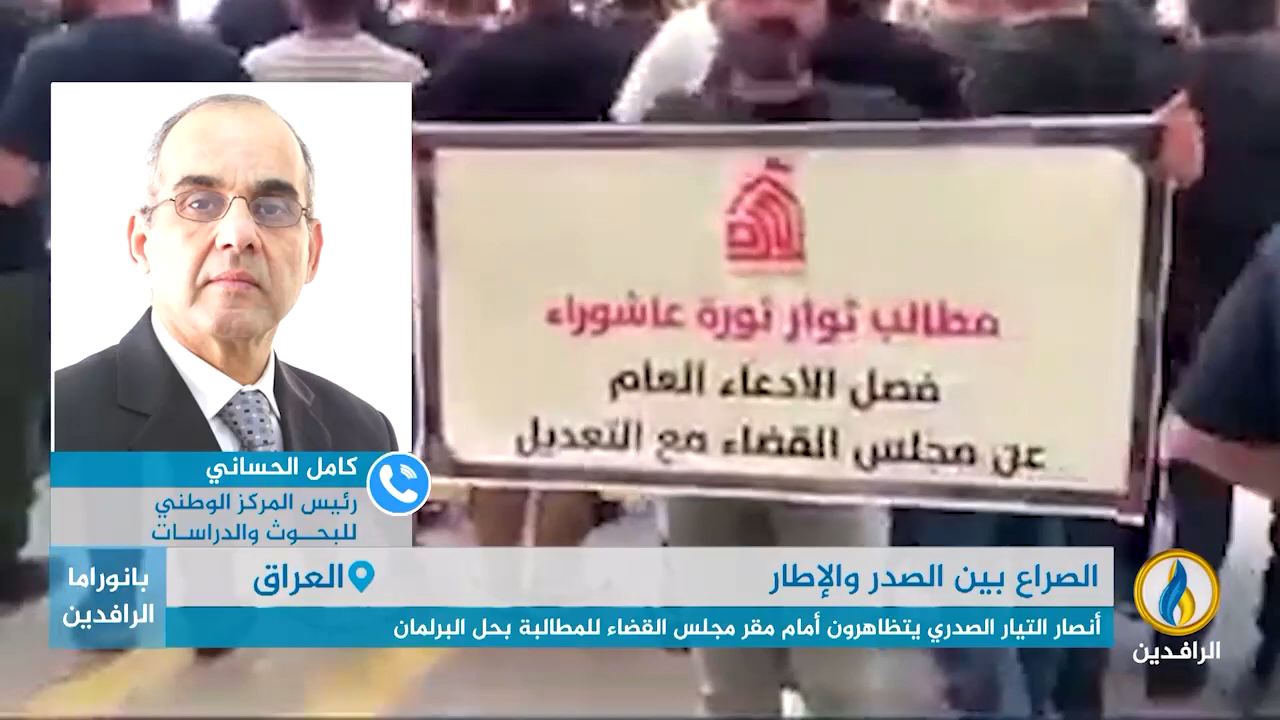 مطالب ثوار ثورة عاشوراء
فصل الادعاء العام
عن مجلس القضاء مع التعديل
كامل الحساني
رئيس المركز الوطني
للبحوث والدراسات
العراق
الصراع بين الصدر والإطار
بانوراما
الرافدين
أنصار التيار الصدري يتظاهرون أمام مقر مجلس القضاء للمطالبة بحل البرلمان
الرافدين